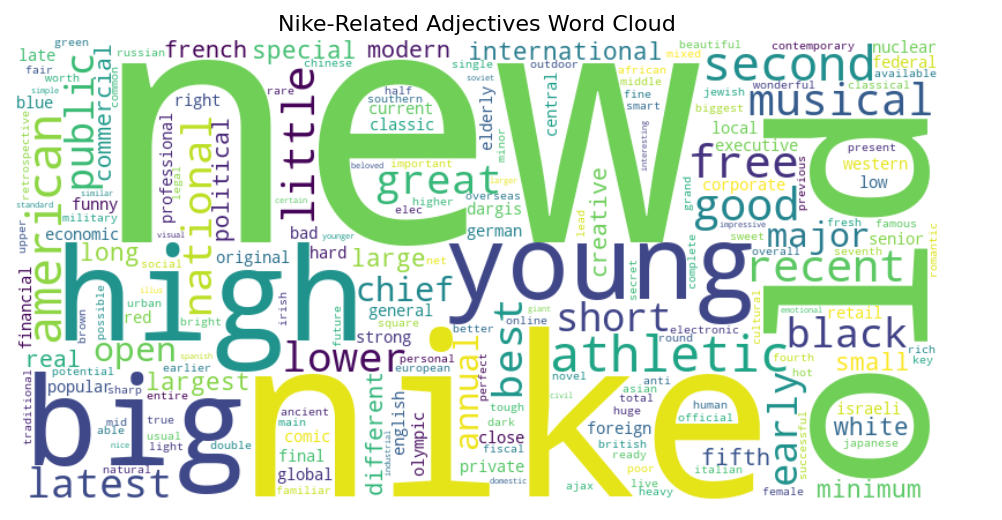 Nike-Related Adjectives Word Cloud
new
nike
old
high
big
young
american
public
commercial
late
green
fair
worth
simple
blue
common
russian
french
special
modern
chinese
international
single
outdoor
soviet
african
middle
beautiful
mixed
contemporary
nuclear
federal
available
second
musical
classical
wonderful
jewish
biggest
smart
fine
central
elderly
minor
half
southern
current
classic
rare
little
right
political
national
professional
legal
retrospective
similar
standard
funny
military
economic
upper
visual
bad
certain
younger
beloved
important
great
larger
higher
elec
dargis
overseas
german
creative
lead
interesting
local
executive
free
corporate
good
grand
previous
impressive
sweet
major
fresh
famous
senior
present
western
low
romantic
seventh
overall
recent
complete
secret
cultural
emotional
retail
black
rich
key
small
fourth
hot
israeli
white
japanese
minimum
successful
early
female
fifth
official
human
italian
poor
live
heavy
ready
british
foreign
huge
total
asian
anti
novel
athletic
round
electronic
short
giant
online
better
best
perfect
annual
tough
dark
close
fiscal
private
domestic
civil
ajax
olympic
english
industrial
different
european
personal
lower
strong
square
general
chief
net
large
hard
future
irish
original
long
social
ilius
bright
urban
red
possible
brown
financial
real
open
spanish
earlier
potential
popular
sharp
largest
entire
traditional
mid
able
true
usual
light
nice
natural
latest
double
ancient
main
comic
final
global
familiar